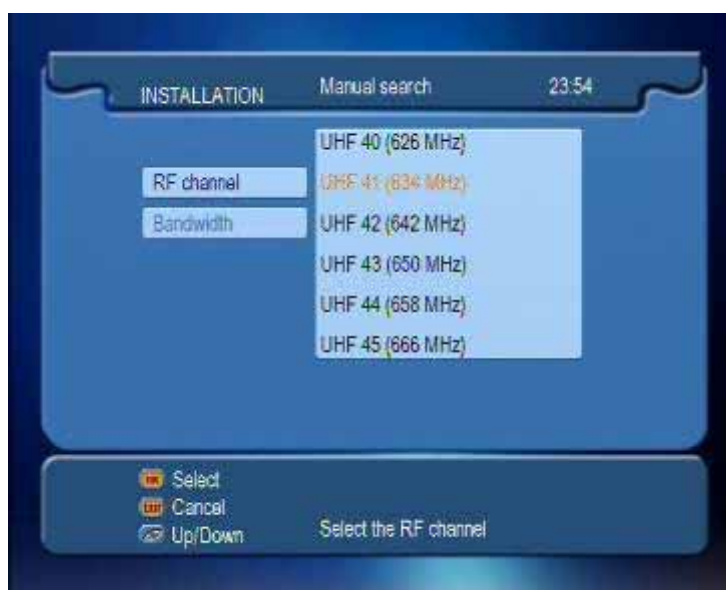 INSTALLATION Manual search 23:54
UHF 40 (626 MHz)
RF channel UHF 41 (634 MHz)
Bandwidth UHF 42 (642 MHz)
UHF 43 (650 MHz)
UHF 44 (658 MHz)
UHF 45 (666 MHz)
OK Select
EXIT Cancel
Up/Down Select the RF channel